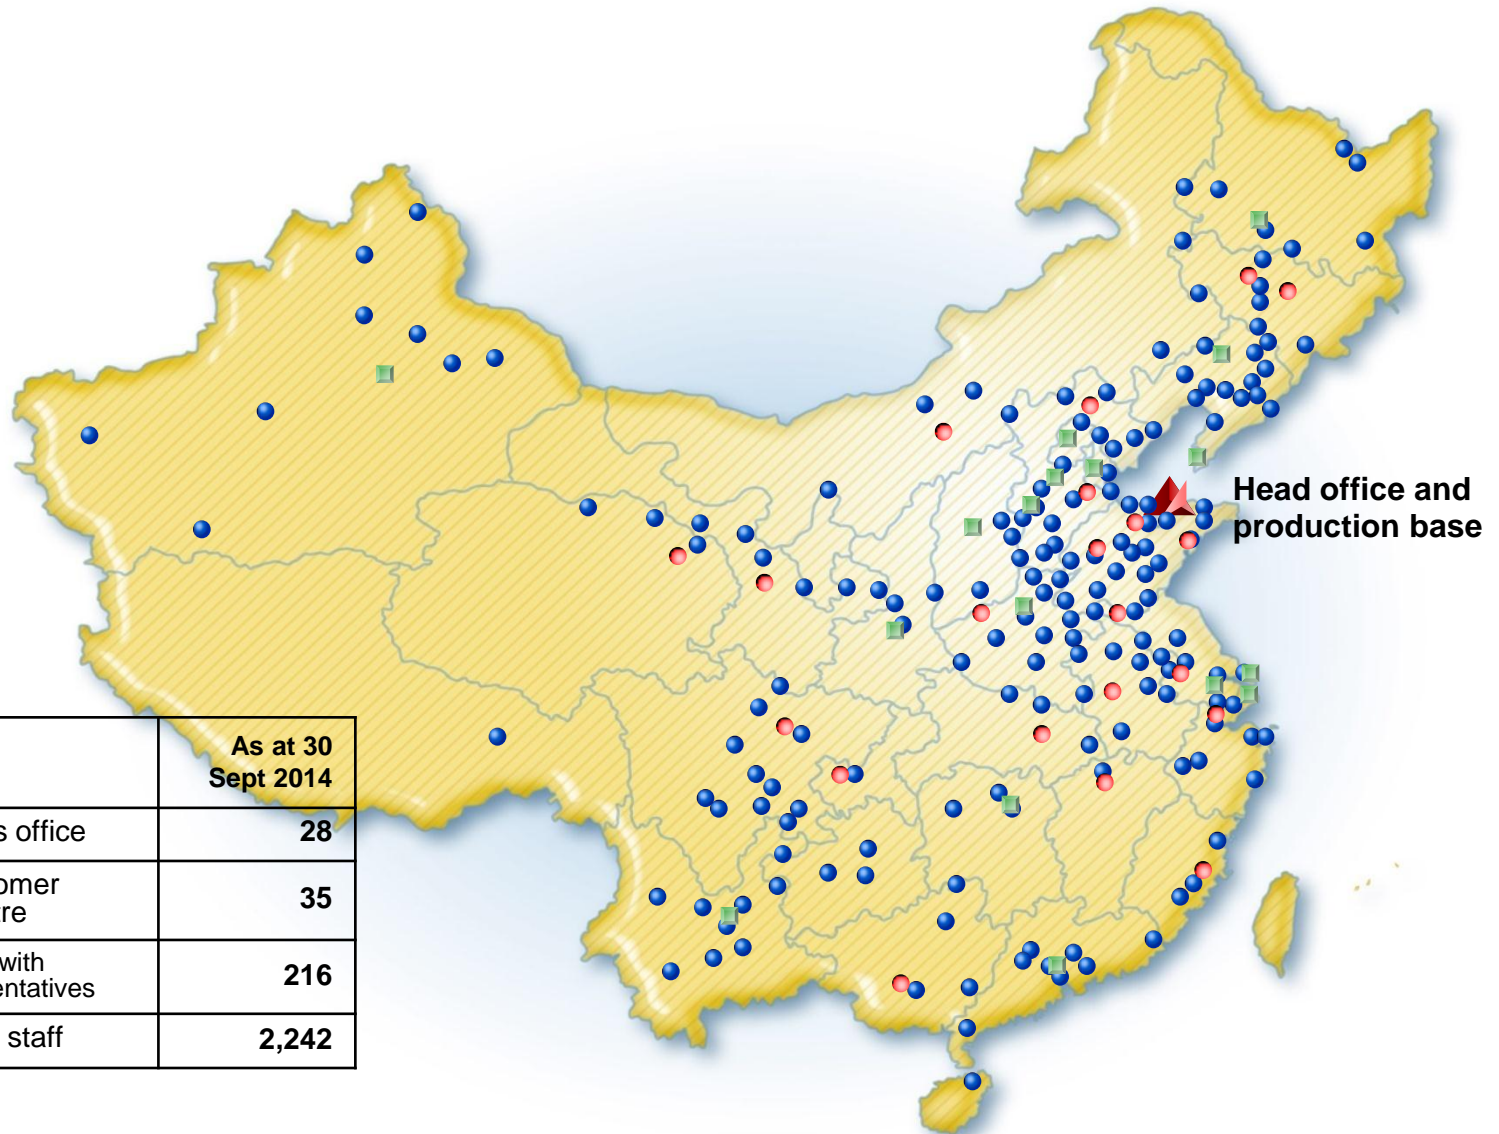 Head office and
production base
As at 30
Sept 2014
s office
28
omer
tre
35
with
entatives
216
staff
2,242